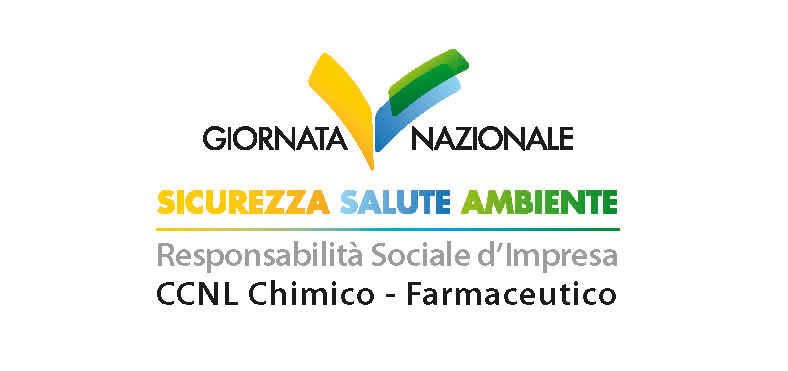 GIORNATA NAZIONALE
SICUREZZA SALUTE AMBIENTE
Responsabilità Sociale d'Impresa
CCNL Chimico - Farmaceutico